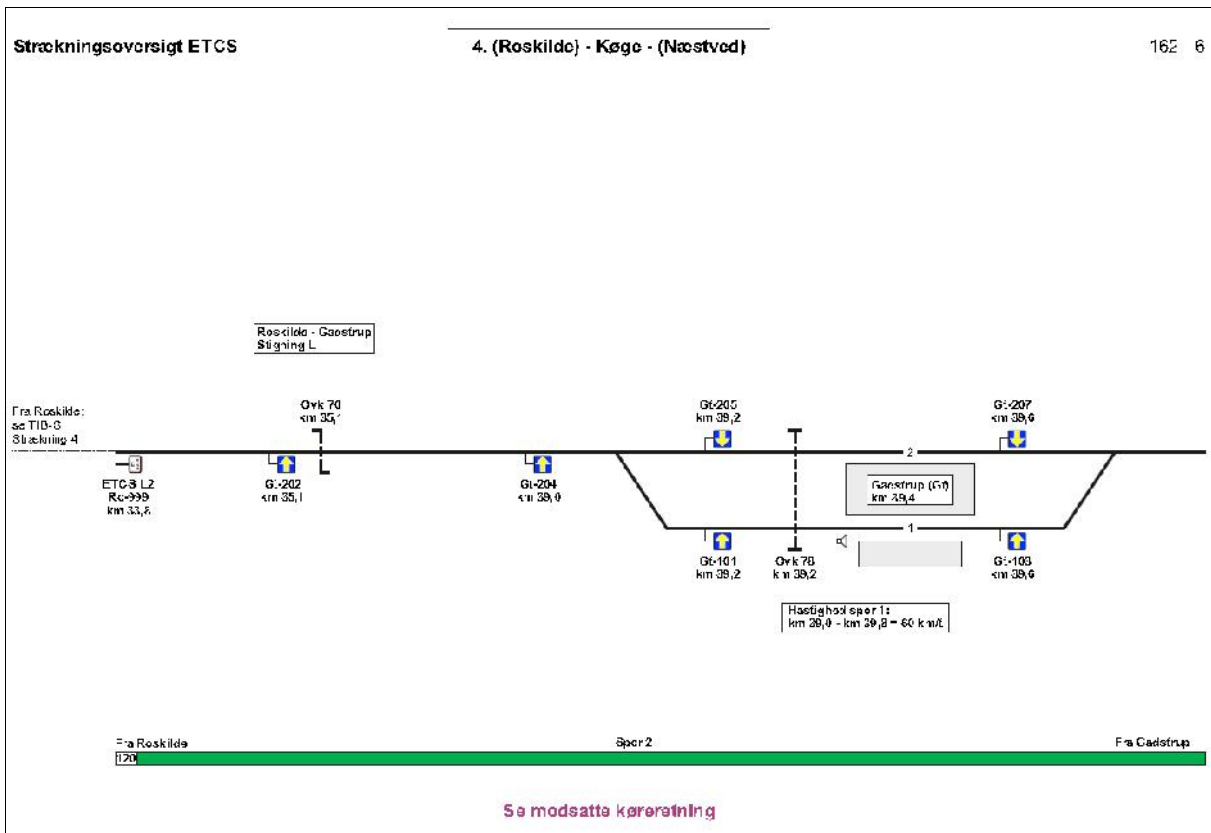 Strækningsoversigt ETCS
4. (Roskilde) - Køge - (Næstved)
162 6
Roskilde - Gadstrup
Stigning L
Fra Roskilde:
se TIB-S
Strækning 4
Ovk 70
km 35,1
Gt-205
km 39,2
Gt-207
km 39,6
2
ETCS L2
Ro-999
km 33,8
Gt-202
km 35,1
Gt-204
km 39,0
Gadstrup (Gt)
km 39,4
1
Gt-101
km 39,2
Ovk 78
km 39,2
Gt-103
km 39,6
Hastighed spor 1:
km 39,0 - km 39,8 = 60 km/t
Fra Roskilde
Spor 2
Fra Gadstrup
120
Se modsatte køreretning